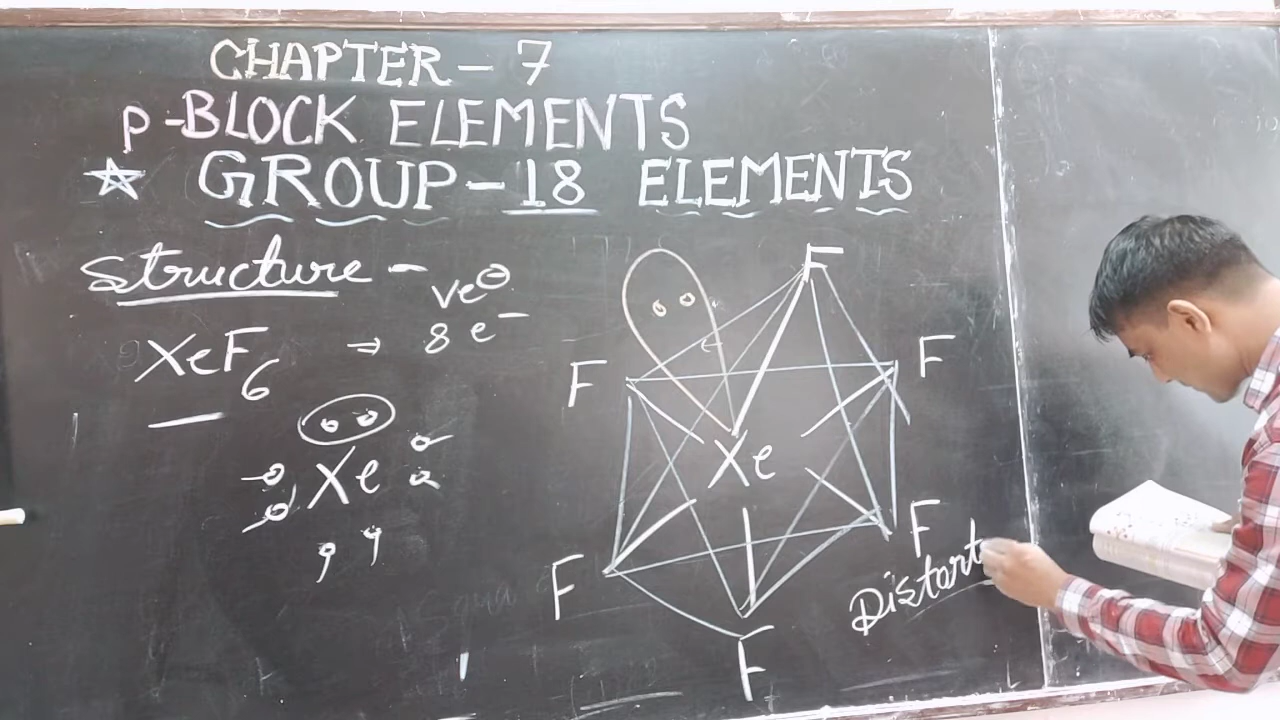 CHAPTER - 7
p-BLOCK ELEMENTS
☆ GROUP - 18 ELEMENTS
Structure -
XeF6 ⇒ Ve⊖
8 e⁻
Xe
F
F
F
Xe
F
F
F
Distort